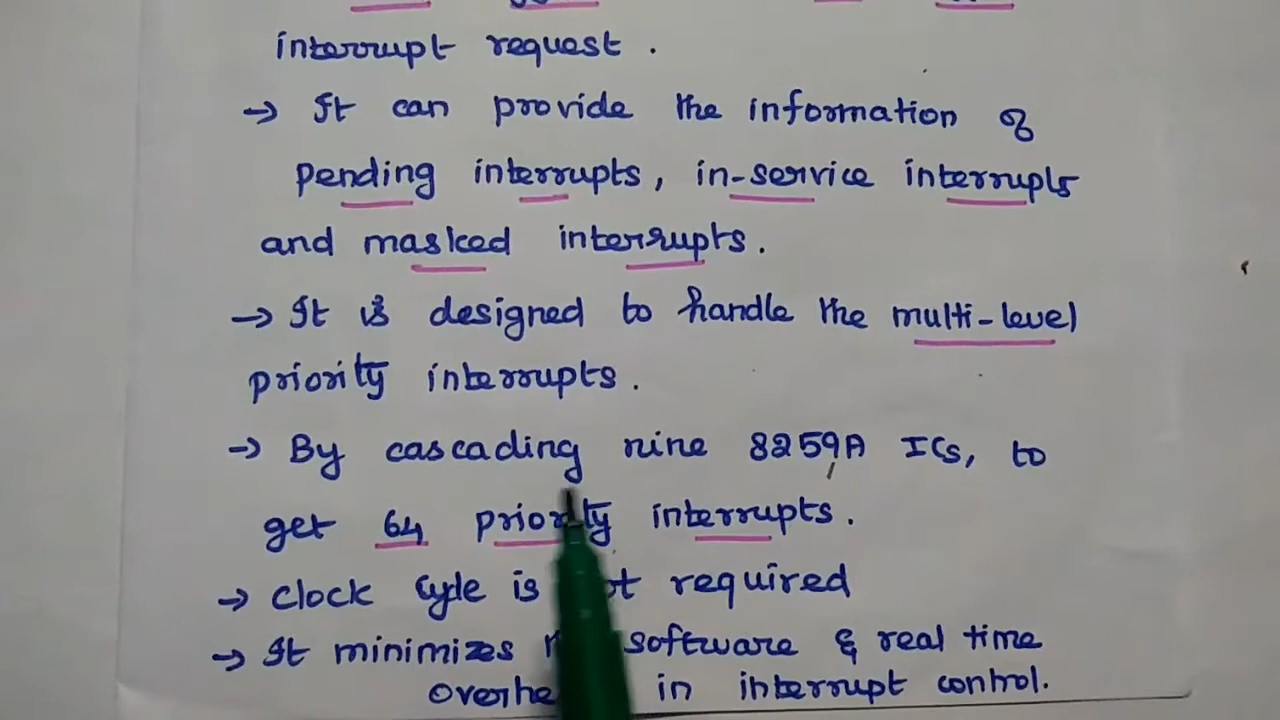 interrupt request.
→ It can provide the information of
pending interrupts, in-service interrupts
and masked interrupts.
→ It is designed to handle the multi-level
priority interrupts.
→ By cascading nine 8259A ICs, to
get 64 priority interrupts.
→ Clock Cycle is required
→ It minimizes software & real time
in interrupt control.